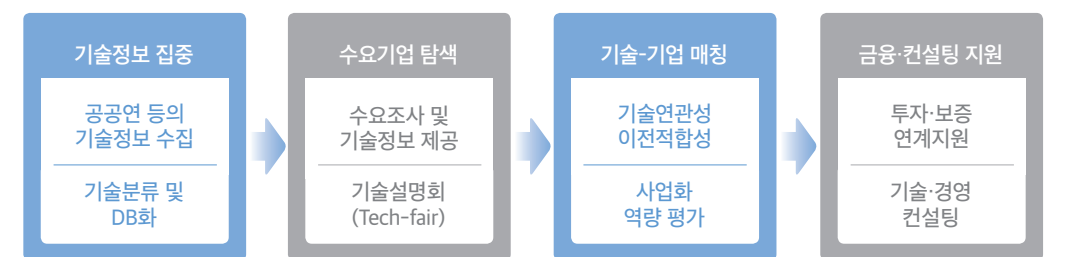 기술정보 집중
공공연 등의
기술정보 수집
기술분류 및
DB화
수요기업 탐색
수요조사 및
기술정보 제공
기술설명회
(Tech-fair)
기술-기업 매칭
기술연관성
이전적합성
사업화
역량 평가
금융·컨설팅 지원
투자·보증
연계지원
기술·경영
컨설팅